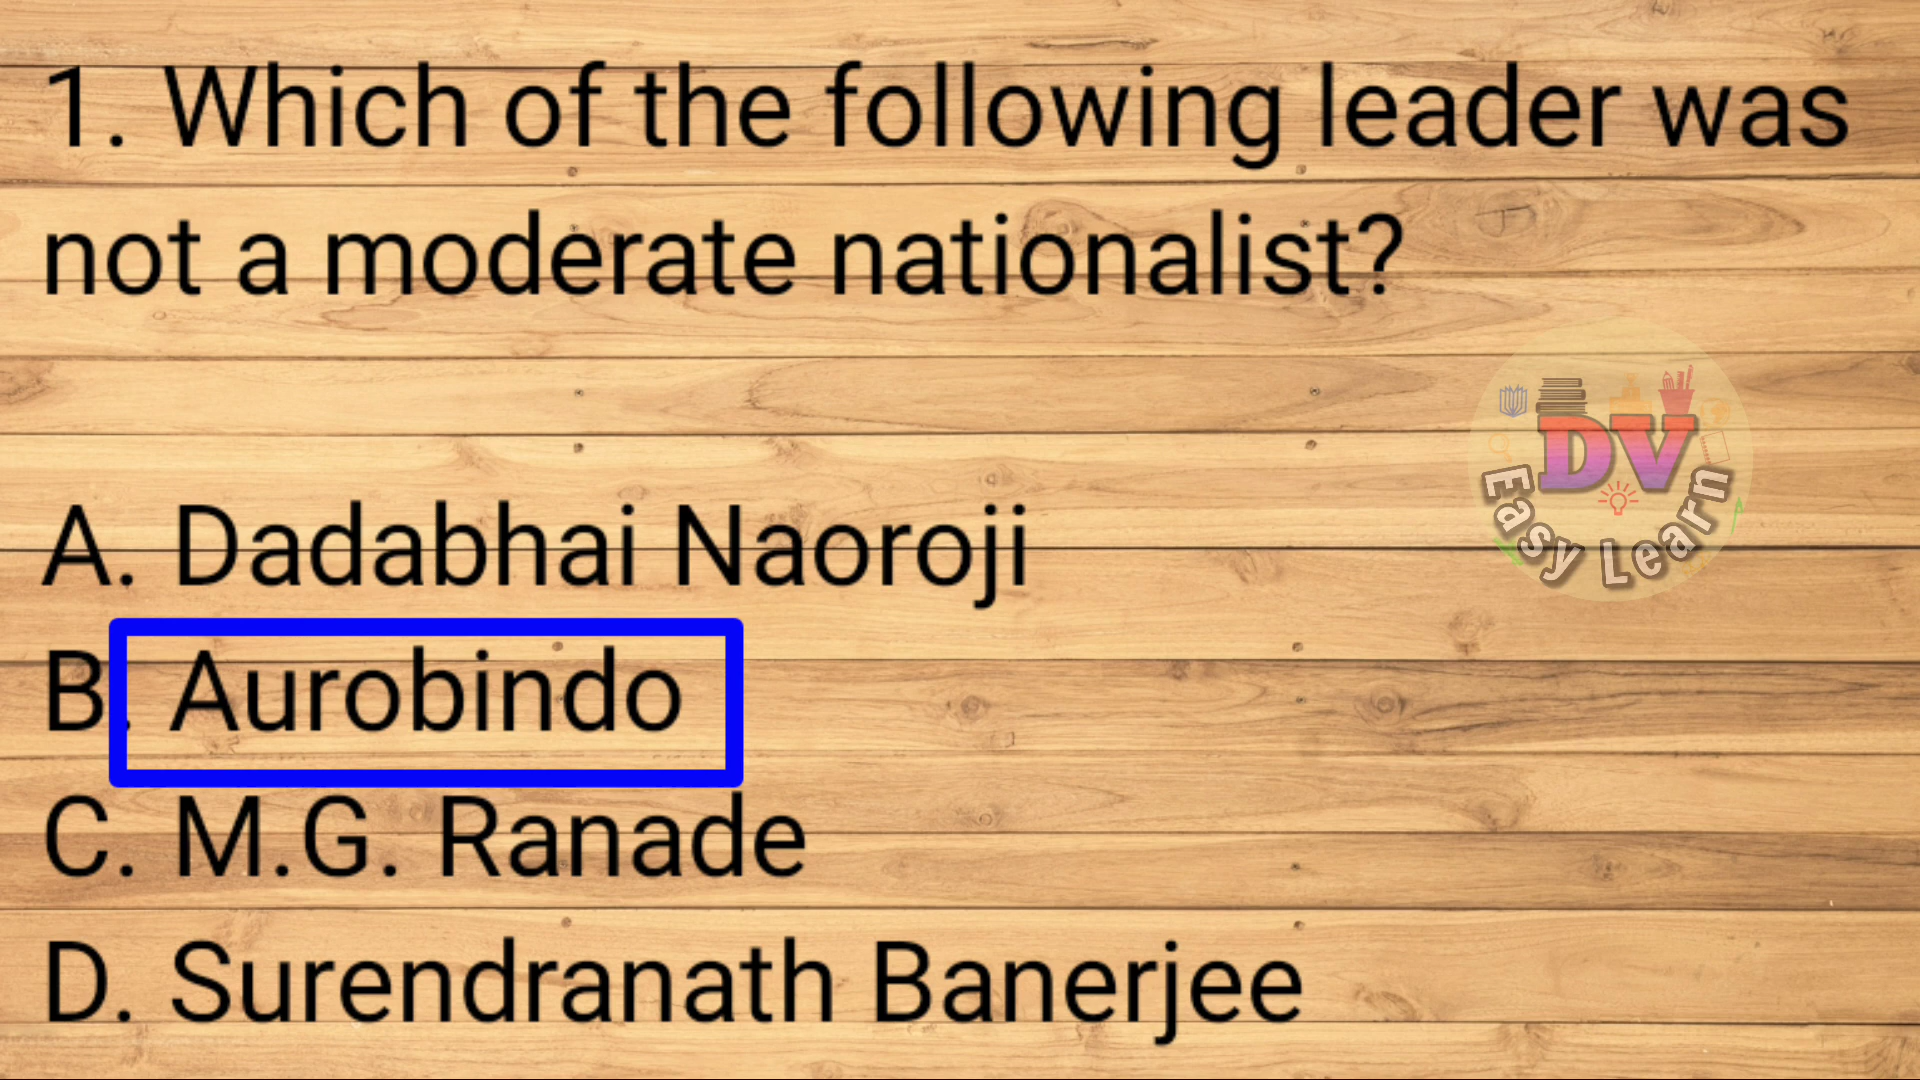 1. Which of the following leader was
not a moderate nationalist?
DV
Easy Learn
A. Dadabhai Naoroji
B. Aurobindo
C. M.G. Ranade
D. Surendranath Banerjee